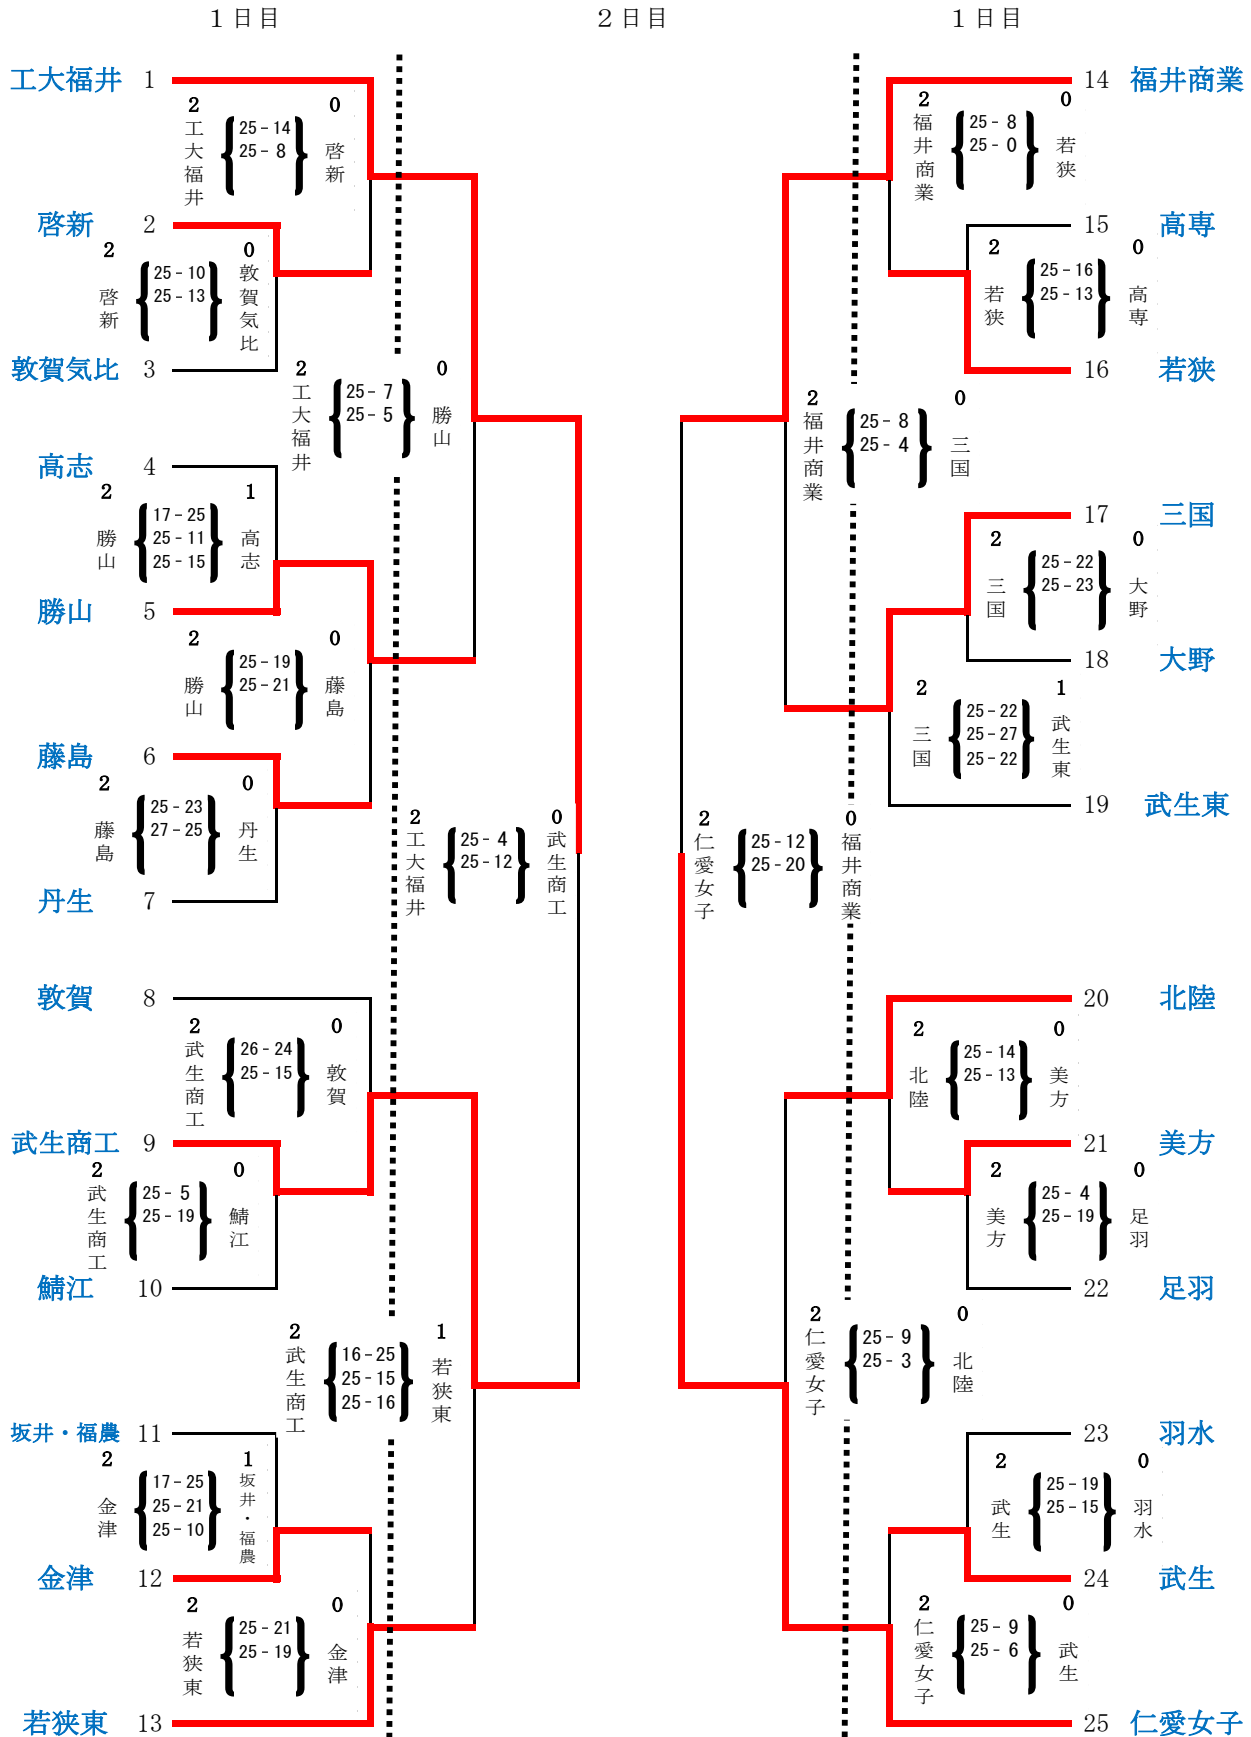 1日目
2日目
1日目
工大福井 1
2 0
工大福井
25-14
25-8
啓新
啓新 2
2 0
啓新
25-10
25-13
敦賀気比
敦賀気比 3
2 0
工大福井
25-7
25-5
勝山
高志 4
2 1
勝山
17-25
25-11
25-15
高志
勝山 5
2 0
勝山
25-19
25-21
藤島
藤島 6
2 0
藤島
25-23
27-25
丹生
丹生 7
2 0
工大福井
25-4
25-12
武生商工
敦賀 8
2 0
武生商工
26-24
25-15
敦賀
武生商工 9
2 0
武生商工
25-5
25-19
鯖江
鯖江 10
2 1
武生商工
16-25
25-15
25-16
若狭東
坂井・福農 11
2 1
金津
17-25
25-21
25-10
坂井・福農
金津 12
2 0
若狭東
25-21
25-19
金津
若狭東 13
14 福井商業
2 0
福井商業
25-8
25-0
若狭
15 高専
2 0
若狭
25-16
25-13
高専
16 若狭
2 0
福井商業
25-8
25-4
三国
17 三国
2 0
三国
25-22
25-23
大野
18 大野
2 1
三国
25-22
25-27
25-22
武生東
19 武生東
2 0
仁愛女子
25-12
25-20
福井商業
20 北陸
2 0
北陸
25-14
25-13
美方
21 美方
2 0
美方
25-4
25-19
足羽
22 足羽
2 0
仁愛女子
25-9
25-3
北陸
23 羽水
2 0
武生
25-19
25-15
羽水
24 武生
2 0
仁愛女子
25-9
25-6
武生
25 仁愛女子